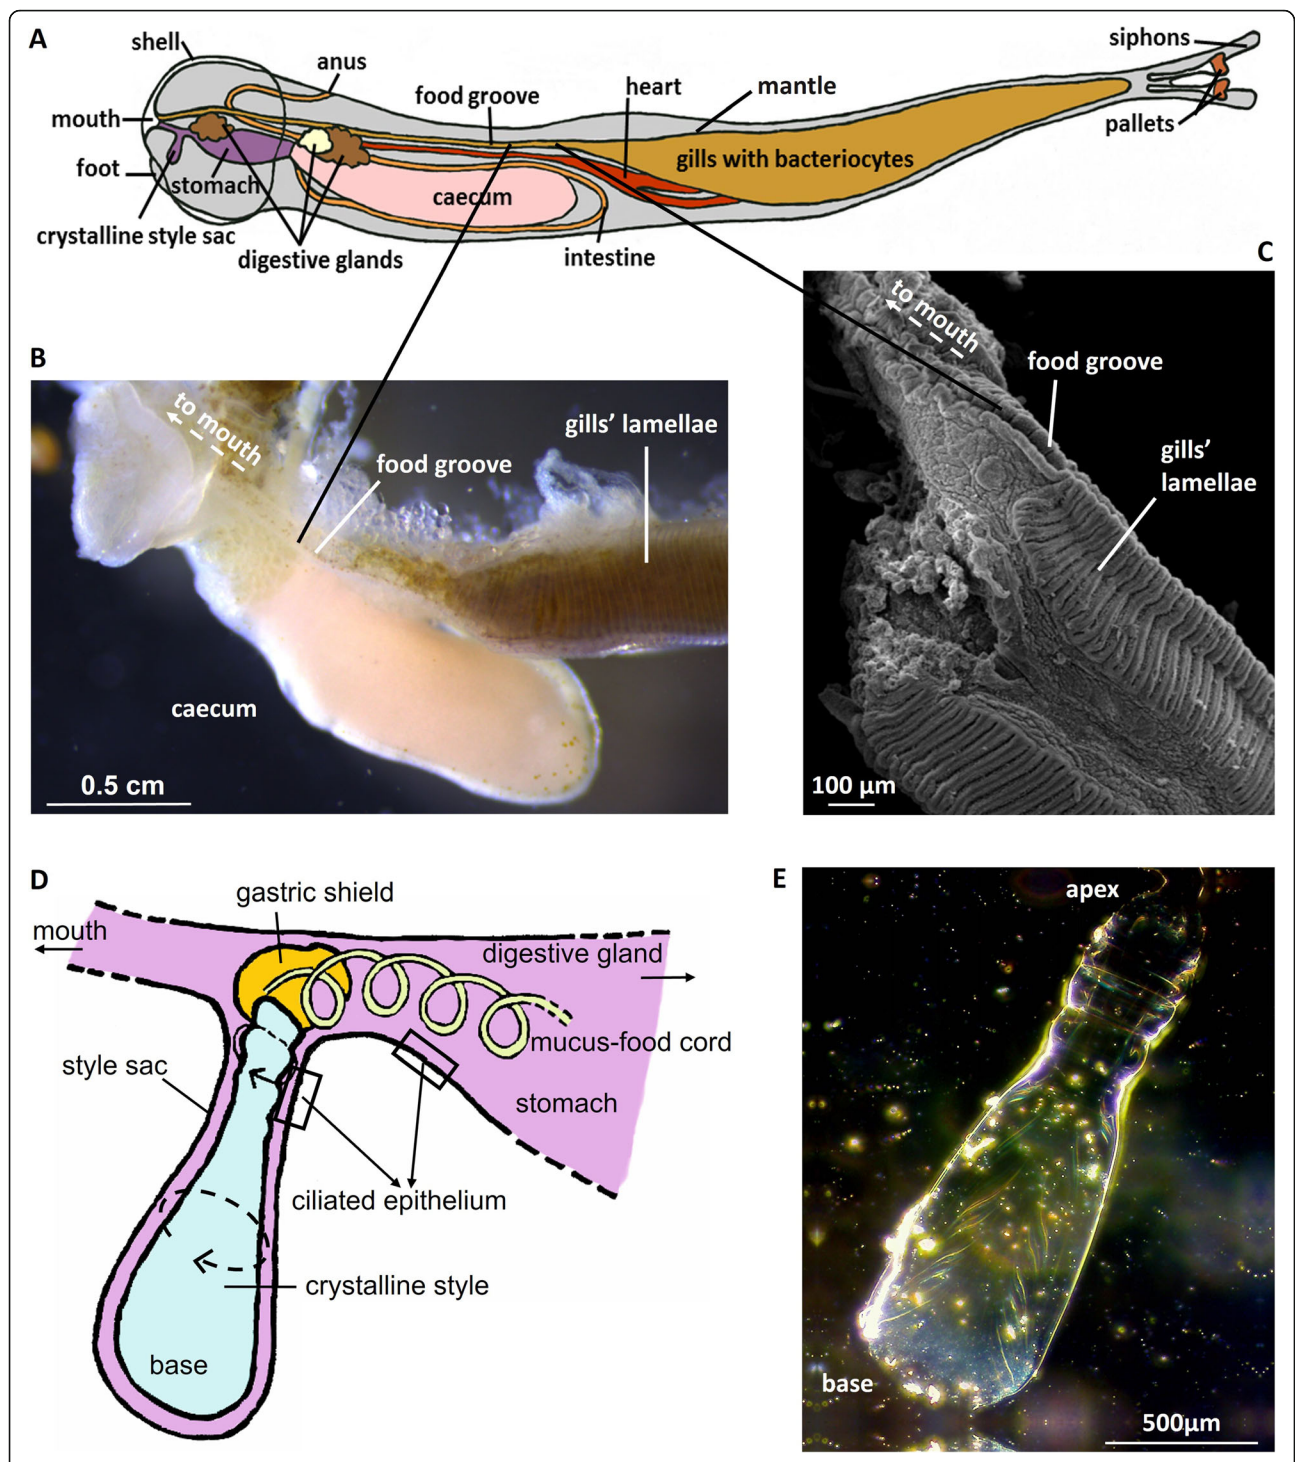 A
shell
anus
food groove
heart
mantle
siphons
mouth
pallets
gills with bacteriocytes
foot
stomach
caecum
crystalline style sac
digestive glands
intestine
B
to mouth
gills' lamellae
food groove
caecum
0.5 cm
C
to mouth
food groove
gills'
lamellae
100 µm
D
gastric shield
mouth
digestive gland
mucus-food cord
style sac
stomach
ciliated epithelium
crystalline style
base
E
apex
base
500µm